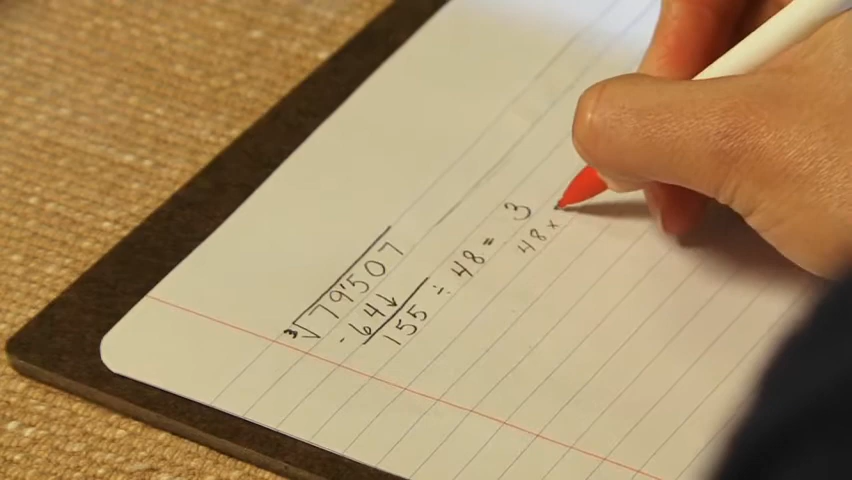 ³√79'507
- 64↓
155 ÷ 48 = 3
48 ×